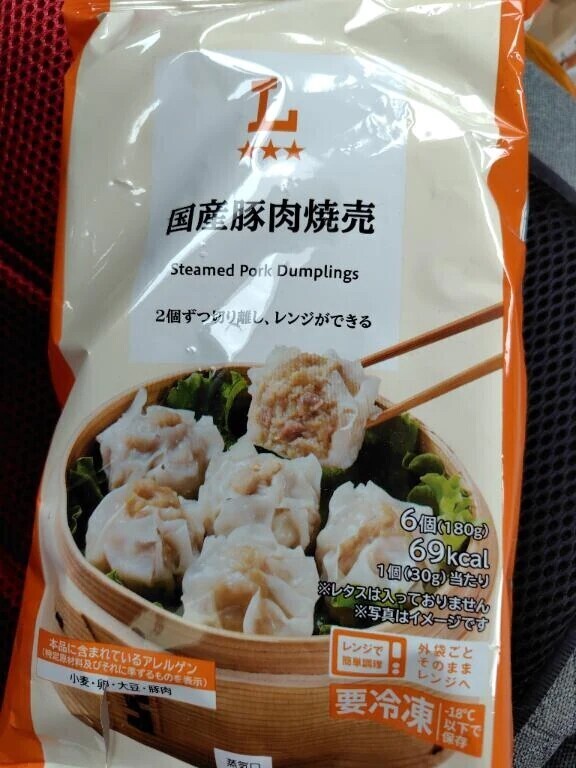 L
★★★
国産豚肉焼売
Steamed Pork Dumplings
2個ずつ切り離し、レンジができる
6個(180g)
69kcal
1個(30g)当たり
※レタスは入っておりません
※写真はイメージです
本品に含まれているアレルゲン
(特定原材料及びそれに準ずるものを表示)
小麦・卵・大豆・豚肉
レンジで
簡単調理!
外袋ごと
そのまま
レンジへ
要冷凍
-18℃
以下で
保存
蒸気口